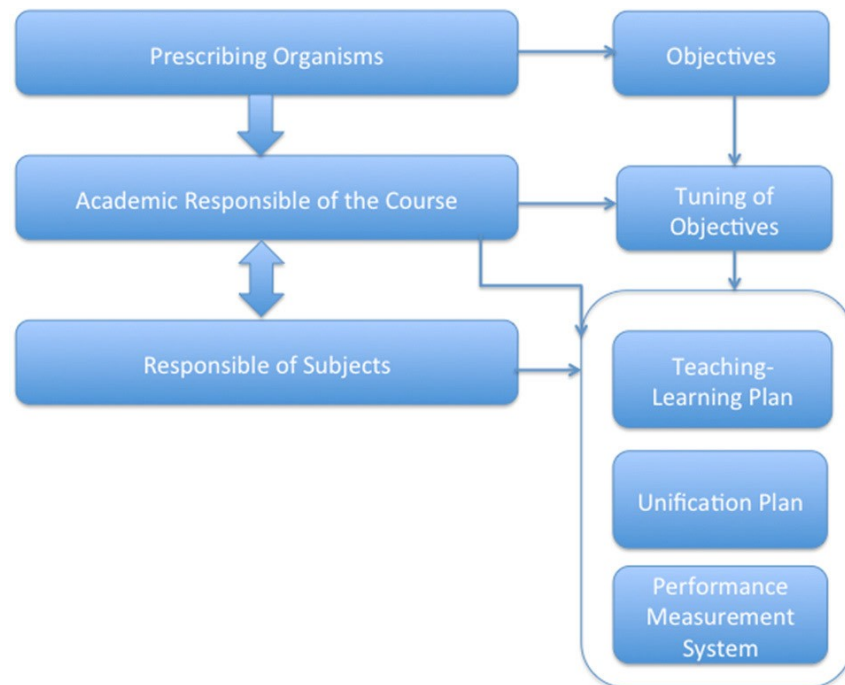 Prescribing Organisms
Objectives
Academic Responsible of the Course
Tuning of
Objectives
Responsible of Subjects
Teaching-
Learning Plan
Unification Plan
Performance
Measurement
System